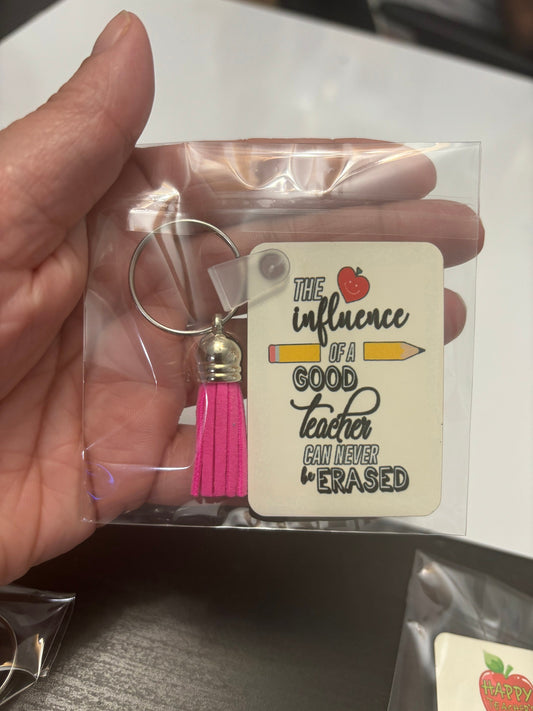 THE
influence
OF A
GOOD
teacher
CAN NEVER
be ERASED
HAPPY